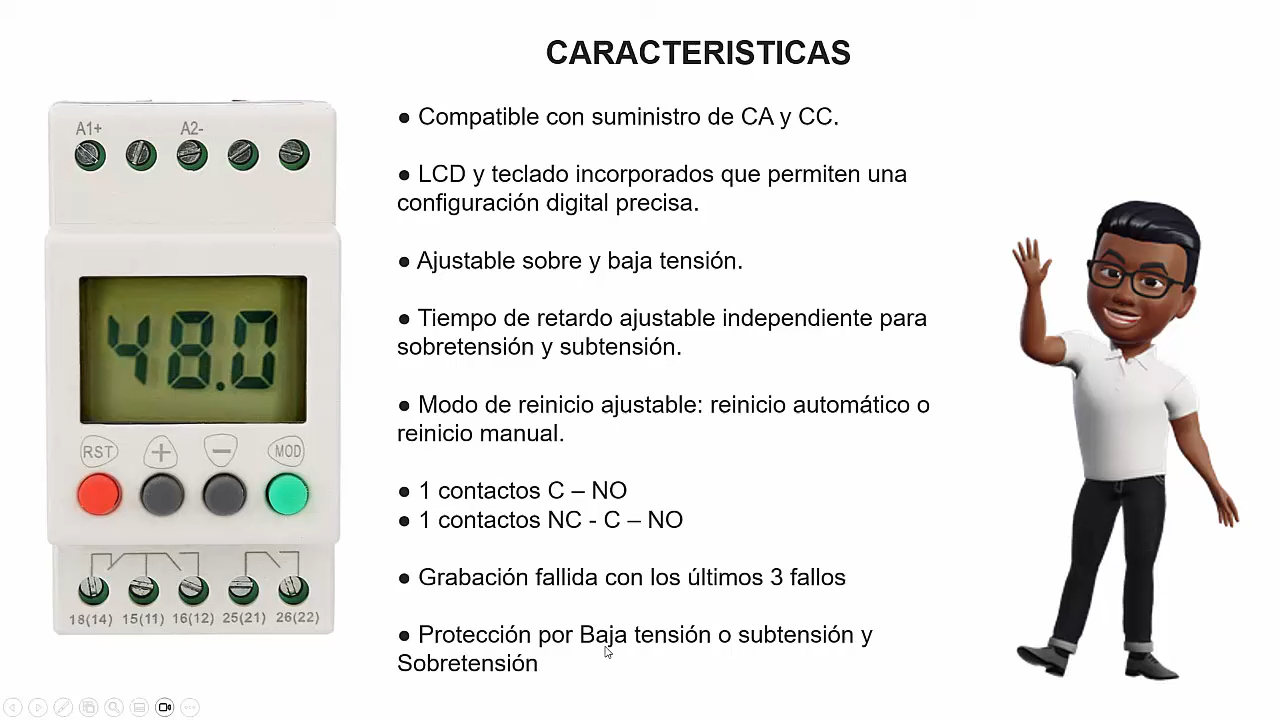 CARACTERISTICAS
A1+ A2-
48.0
RST + − MOD
18(14) 15(11) 16(12) 25(21) 26(22)
● Compatible con suministro de CA y CC.
● LCD y teclado incorporados que permiten una
configuración digital precisa.
● Ajustable sobre y baja tensión.
● Tiempo de retardo ajustable independiente para
sobretensión y subtensión.
● Modo de reinicio ajustable: reinicio automático o
reinicio manual.
● 1 contactos C – NO
● 1 contactos NC - C – NO
● Grabación fallida con los últimos 3 fallos
● Protección por Baja tensión o subtensión y
Sobretensión